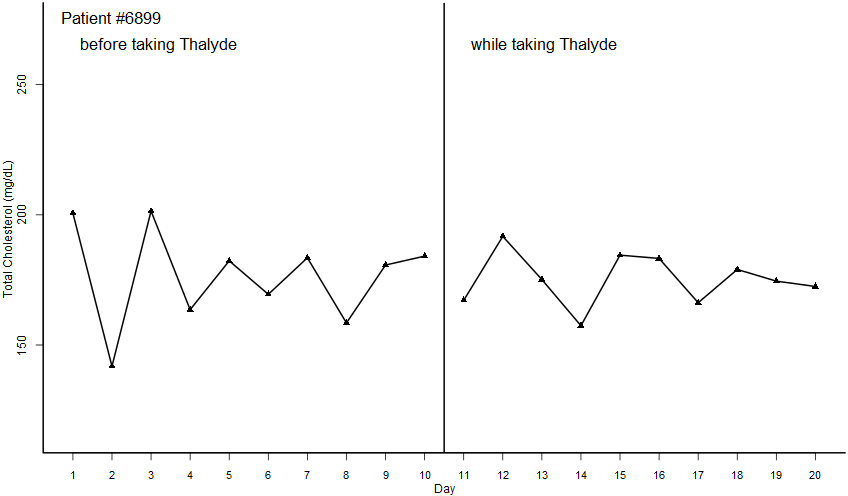 Patient #6899
before taking Thalyde
while taking Thalyde
Total Cholesterol (mg/dL)
250
200
150
1 2 3 4 5 6 7 8 9 10 11 12 13 14 15 16 17 18 19 20
Day